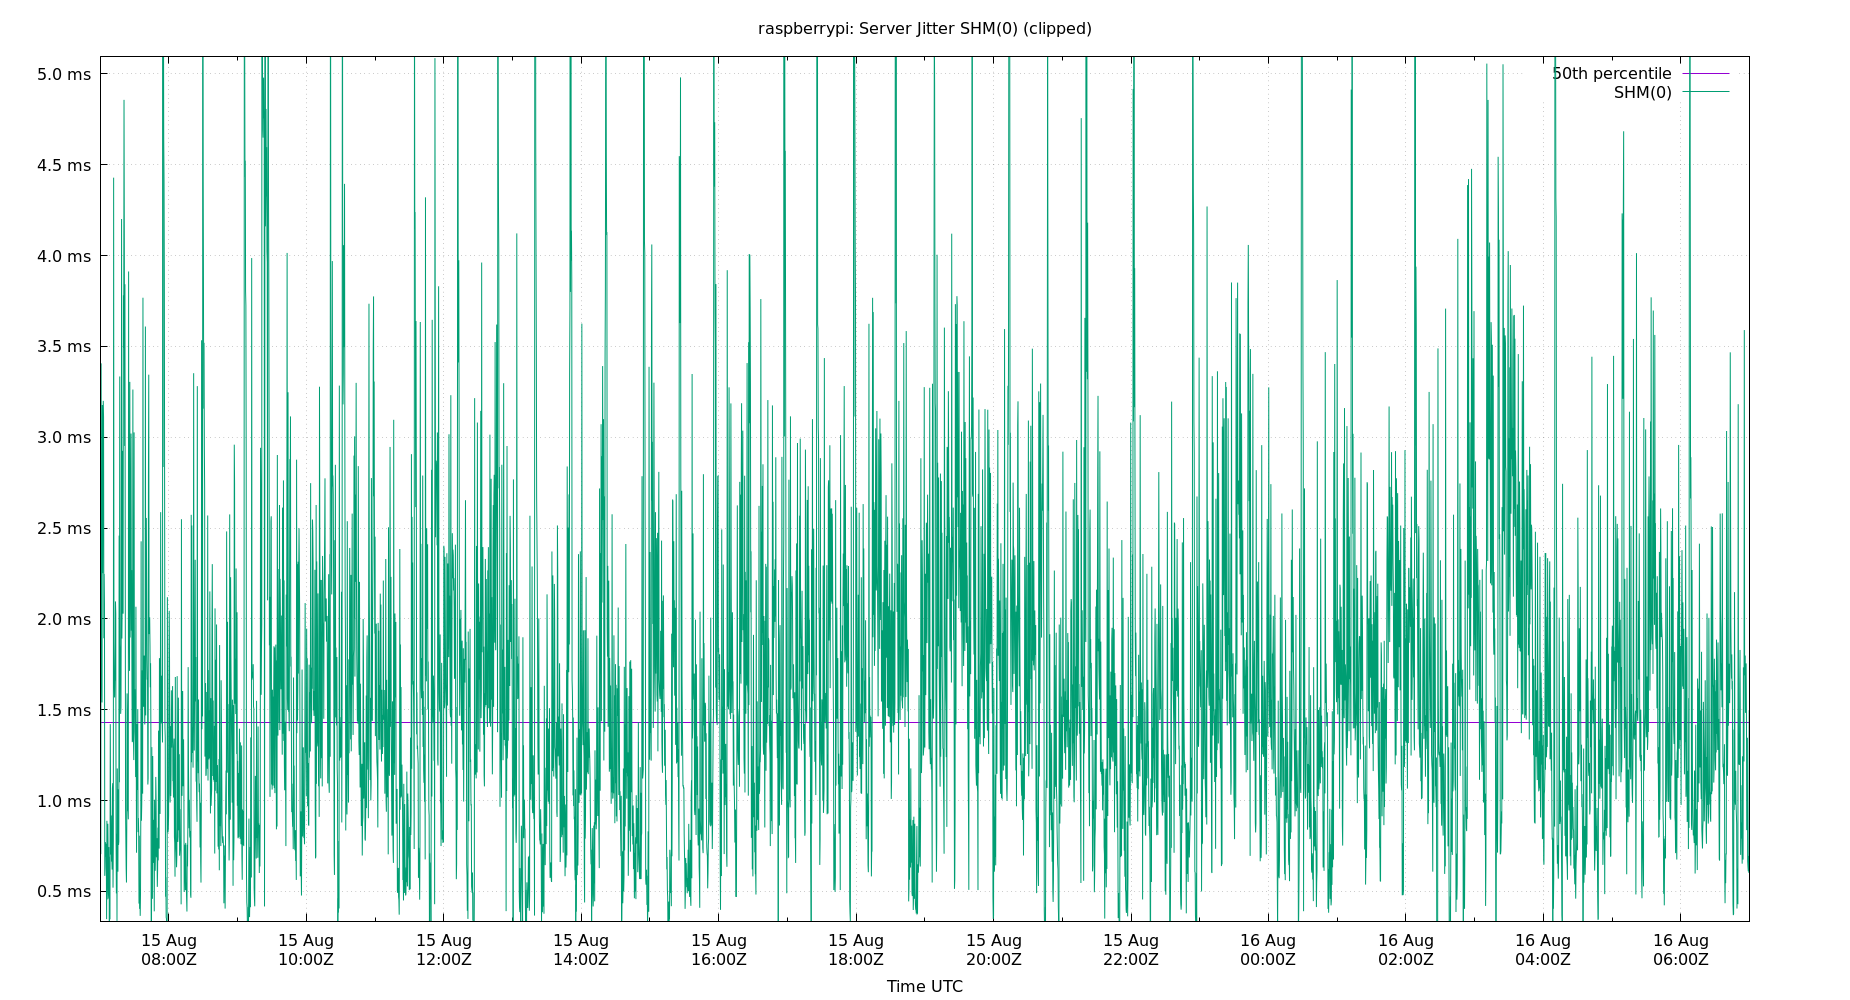 raspberrypi: Server Jitter SHM(0) (clipped)
50th percentile
SHM(0)
5.0 ms
4.5 ms
4.0 ms
3.5 ms
3.0 ms
2.5 ms
2.0 ms
1.5 ms
1.0 ms
0.5 ms
15 Aug 15 Aug 15 Aug 15 Aug 15 Aug 15 Aug 15 Aug 15 Aug 16 Aug 16 Aug 16 Aug 16 Aug
08:00Z 10:00Z 12:00Z 14:00Z 16:00Z 18:00Z 20:00Z 22:00Z 00:00Z 02:00Z 04:00Z 06:00Z
Time UTC